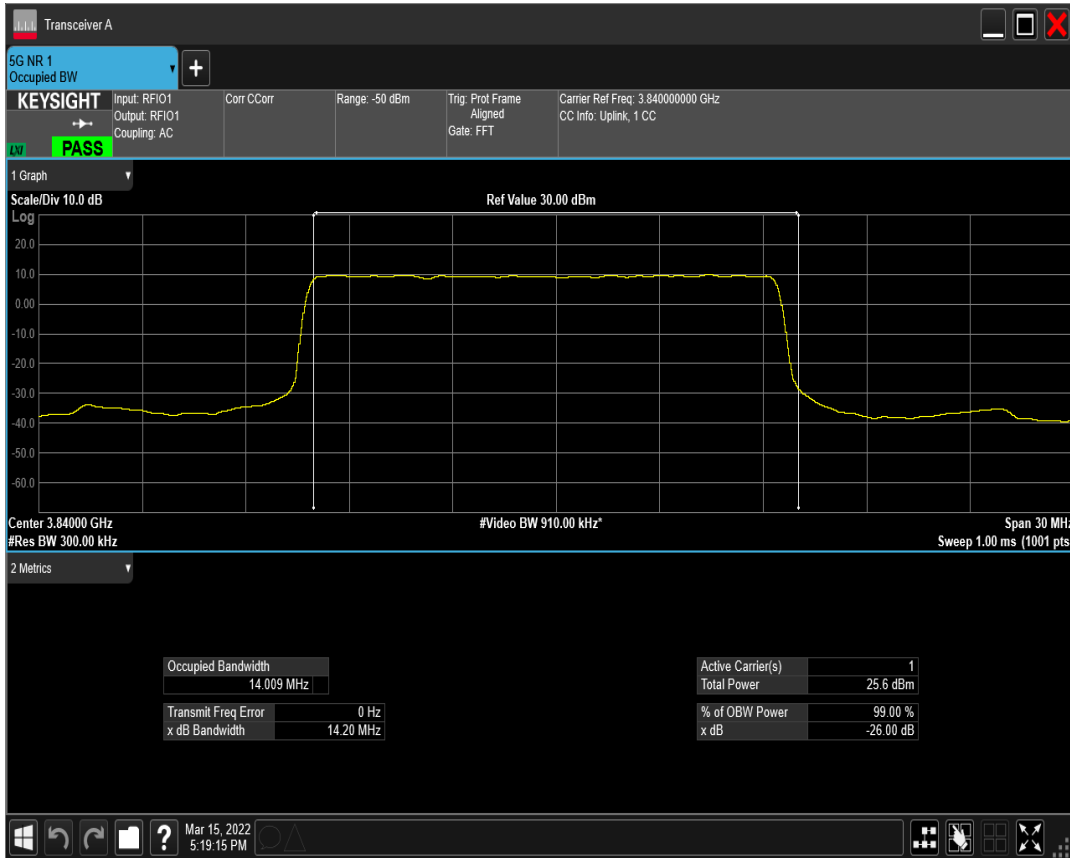 Transceiver A
5G NR 1
Occupied BW
KEYSIGHT
Input: RFIO1
Output: RFIO1
Coupling: AC
Corr CCorr
Range: -50 dBm
Trig: Prot Frame
Aligned
Gate: FFT
Carrier Ref Freq: 3.840000000 GHz
CC Info: Uplink, 1 CC
LXI
PASS
1 Graph
Scale/Div 10.0 dB
Ref Value 30.00 dBm
Log
20.0
10.0
0.00
-10.0
-20.0
-30.0
-40.0
-50.0
-60.0
Center 3.84000 GHz
#Video BW 910.00 kHz*
Span 30 MHz
#Res BW 300.00 kHz
Sweep 1.00 ms (1001 pts
2 Metrics
Occupied Bandwidth
14.009 MHz
Transmit Freq Error 0 Hz
x dB Bandwidth 14.20 MHz
Active Carrier(s) 1
Total Power 25.6 dBm
% of OBW Power 99.00 %
x dB -26.00 dB
?
Mar 15, 2022
5:19:15 PM